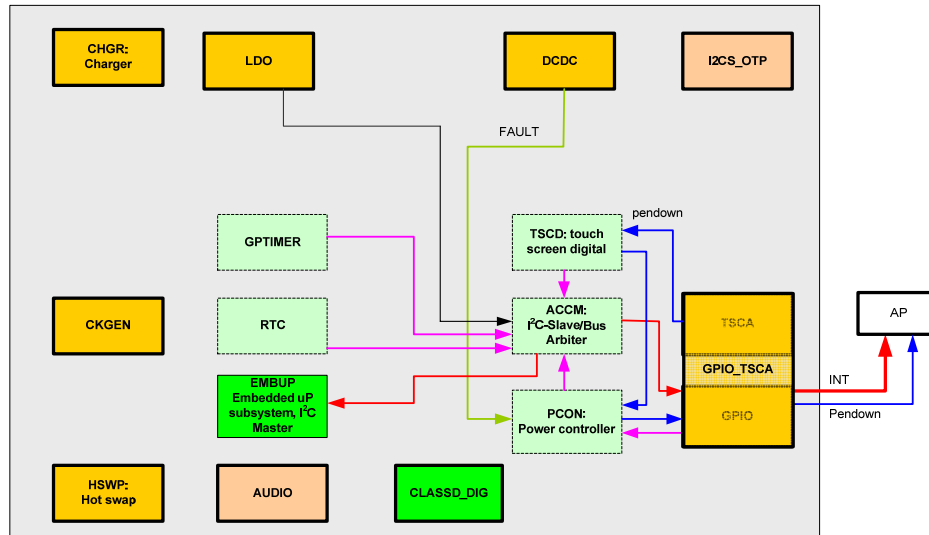 CHGR:
Charger
LDO
DCDC
I2CS_OTP
FAULT
pendown
GPTIMER
TSCD: touch
screen digital
CKGEN
RTC
ACCM:
I²C-Slave/Bus
Arbiter
TSCA
AP
GPIO_TSCA
INT
EMBUP
Embedded uP
subsystem, I²C
Master
PCON:
Power controller
GPIO
Pendown
HSWP:
Hot swap
AUDIO
CLASSD_DIG